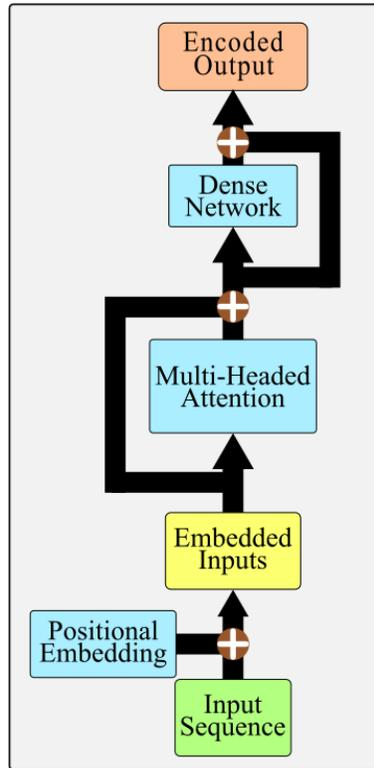 Encoded
Output
Dense
Network
Multi-Headed
Attention
Embedded
Inputs
Positional
Embedding
Input
Sequence